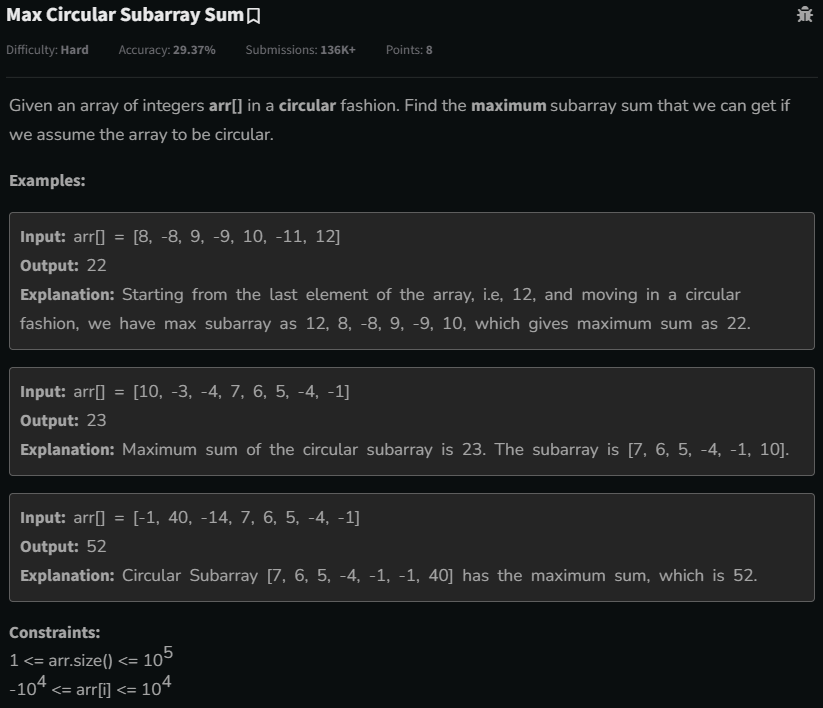 Max Circular Subarray Sum
Difficulty: Hard Accuracy: 29.37% Submissions: 136K+ Points: 8
Given an array of integers arr[] in a circular fashion. Find the maximum subarray sum that we can get if
we assume the array to be circular.
Examples:
Input: arr[] = [8, -8, 9, -9, 10, -11, 12]
Output: 22
Explanation: Starting from the last element of the array, i.e, 12, and moving in a circular
fashion, we have max subarray as 12, 8, -8, 9, -9, 10, which gives maximum sum as 22.
Input: arr[] = [10, -3, -4, 7, 6, 5, -4, -1]
Output: 23
Explanation: Maximum sum of the circular subarray is 23. The subarray is [7, 6, 5, -4, -1, 10].
Input: arr[] = [-1, 40, -14, 7, 6, 5, -4, -1]
Output: 52
Explanation: Circular Subarray [7, 6, 5, -4, -1, -1, 40] has the maximum sum, which is 52.
Constraints:
1 <= arr.size() <= 10^5
-10^4 <= arr[i] <= 10^4